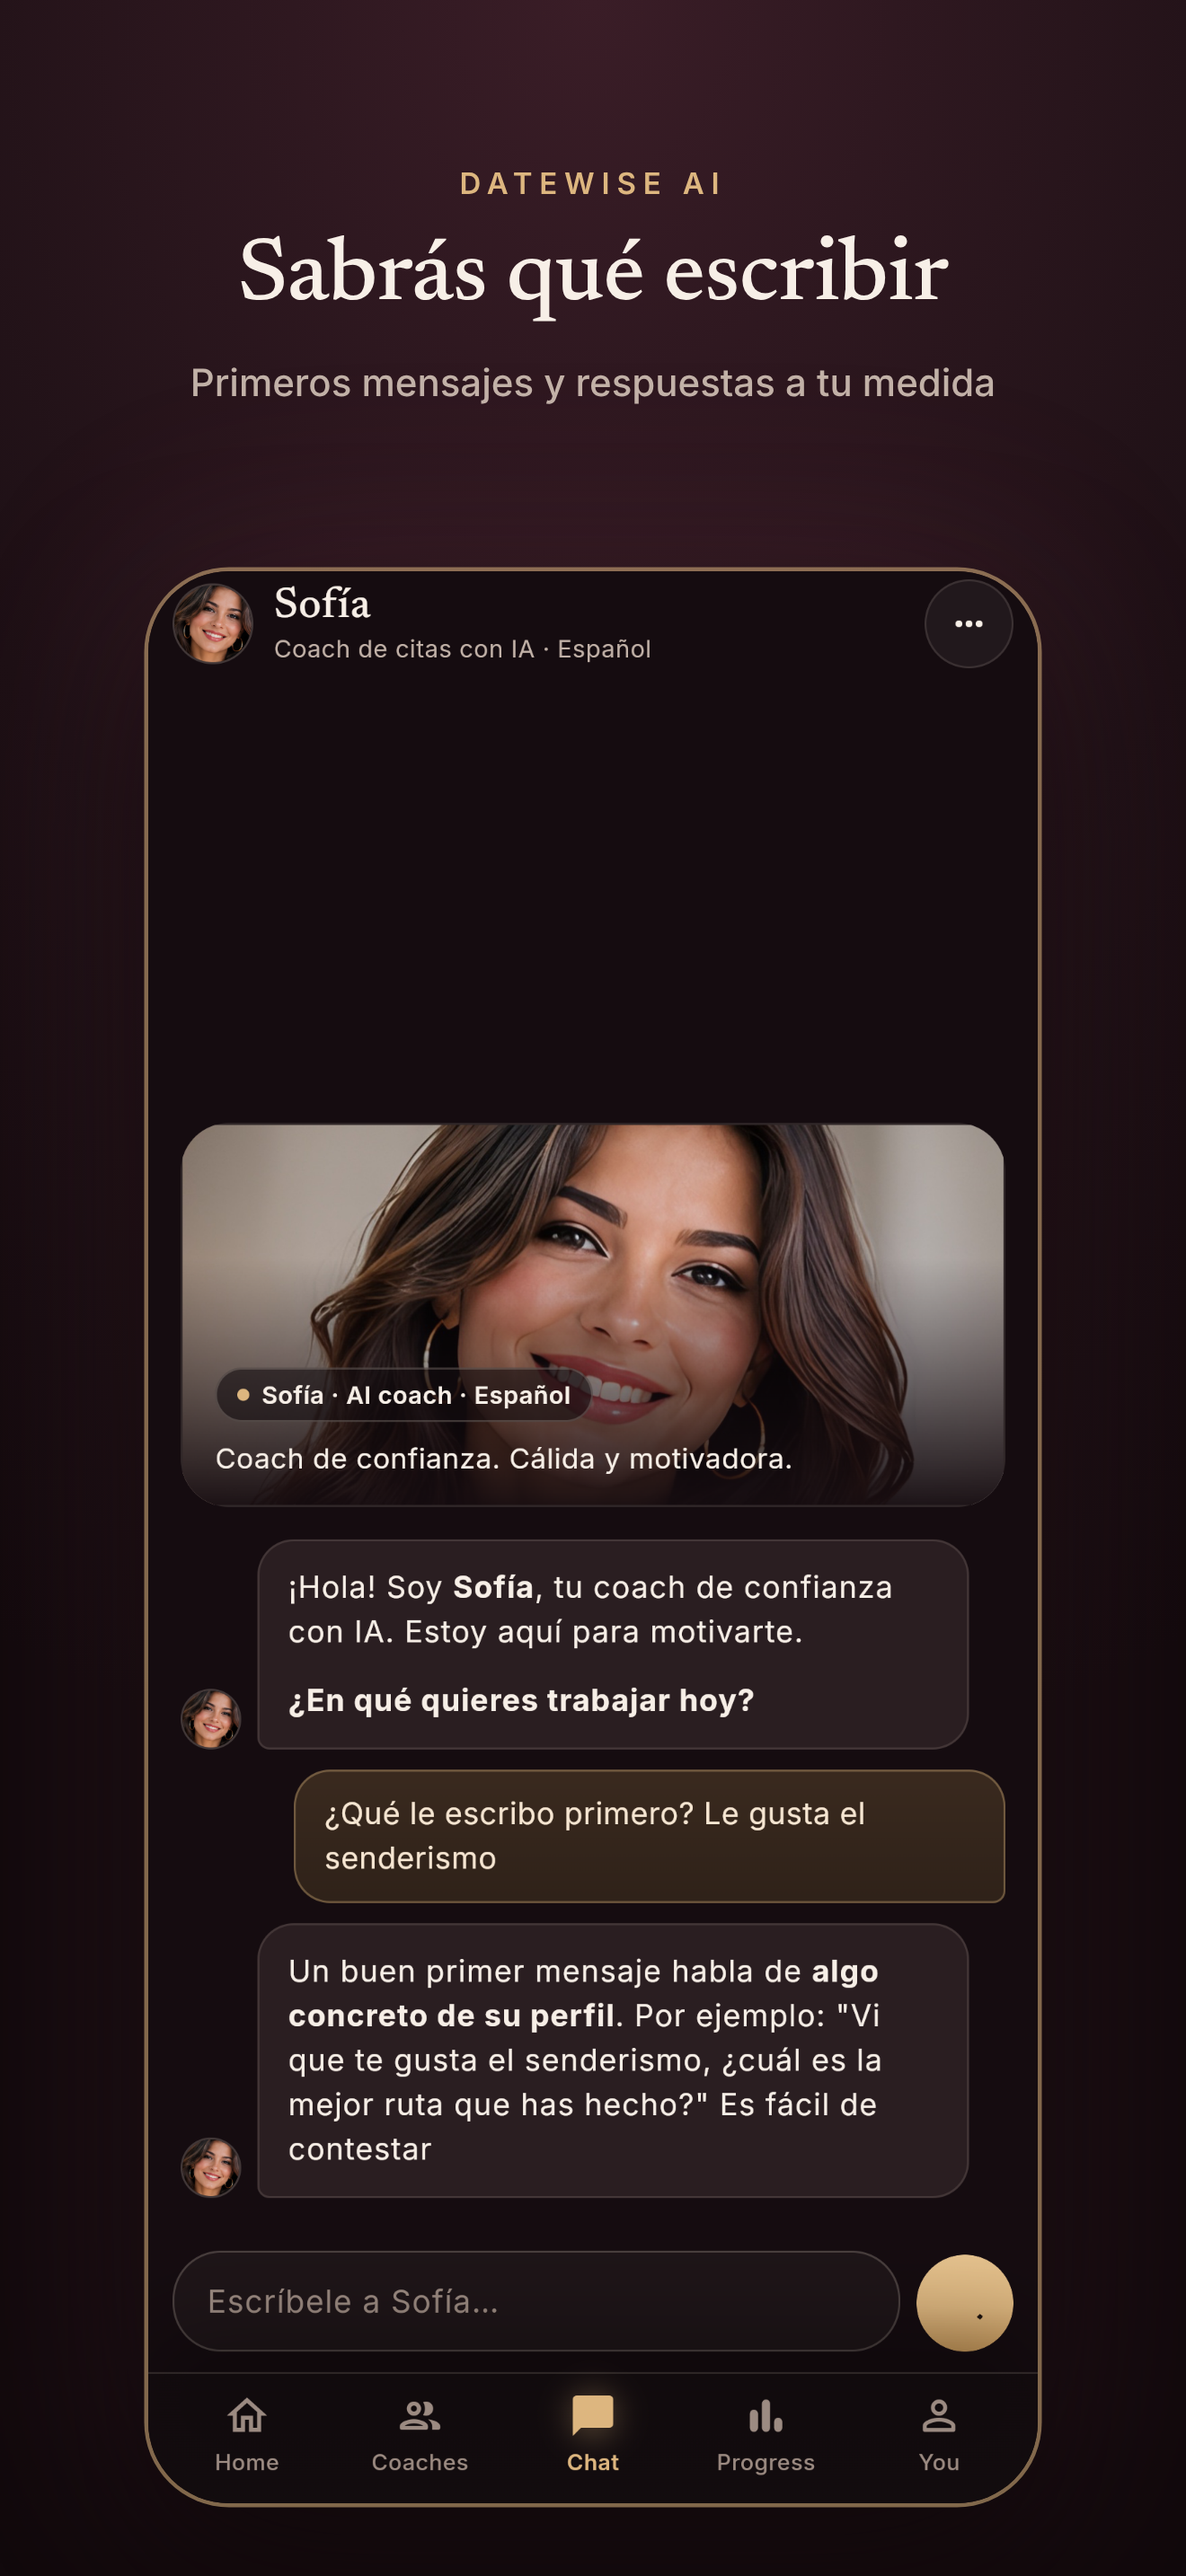 DATEWISE AI
Sabrás qué escribir
Primeros mensajes y respuestas a tu medida
Sofía
Coach de citas con IA · Español
Sofía · AI coach · Español
Coach de confianza. Cálida y motivadora.
¡Hola! Soy Sofía, tu coach de confianza
con IA. Estoy aquí para motivarte.
¿En qué quieres trabajar hoy?
¿Qué le escribo primero? Le gusta el
senderismo
Un buen primer mensaje habla de algo
concreto de su perfil. Por ejemplo: "Vi
que te gusta el senderismo, ¿cuál es la
mejor ruta que has hecho?" Es fácil de
contestar
Escríbele a Sofía...
Home
Coaches
Chat
Progress
You